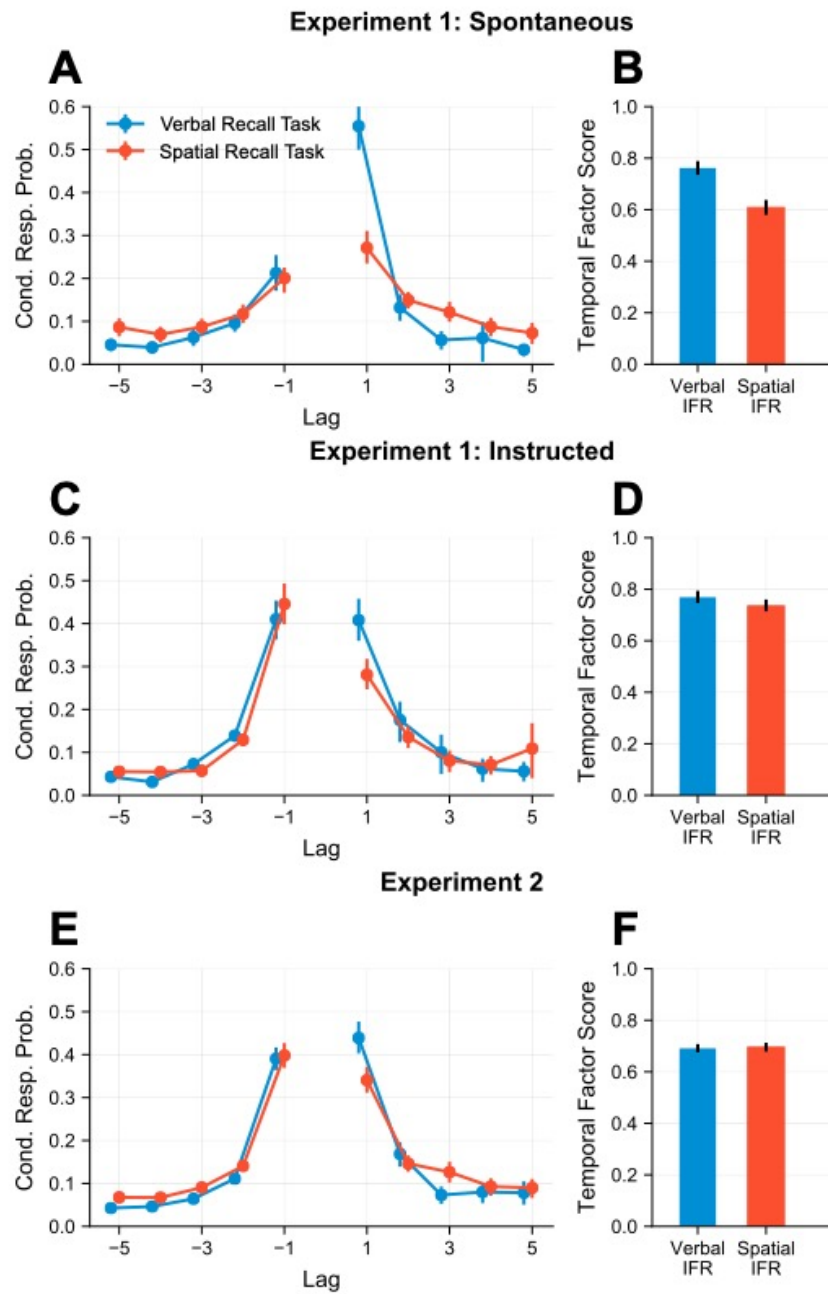 Experiment 1: Spontaneous
A
B
Verbal Recall Task
Spatial Recall Task
Cond. Resp. Prob.
0.6
0.5
0.4
0.3
0.2
0.1
0.0
−5 −3 −1 1 3 5
Lag
Temporal Factor Score
1.0
0.8
0.6
0.4
0.2
0.0
Verbal IFR
Spatial IFR
Experiment 1: Instructed
C
D
Cond. Resp. Prob.
0.6
0.5
0.4
0.3
0.2
0.1
0.0
−5 −3 −1 1 3 5
Lag
Temporal Factor Score
1.0
0.8
0.6
0.4
0.2
0.0
Verbal IFR
Spatial IFR
Experiment 2
E
F
Cond. Resp. Prob.
0.6
0.5
0.4
0.3
0.2
0.1
0.0
−5 −3 −1 1 3 5
Lag
Temporal Factor Score
1.0
0.8
0.6
0.4
0.2
0.0
Verbal IFR
Spatial IFR